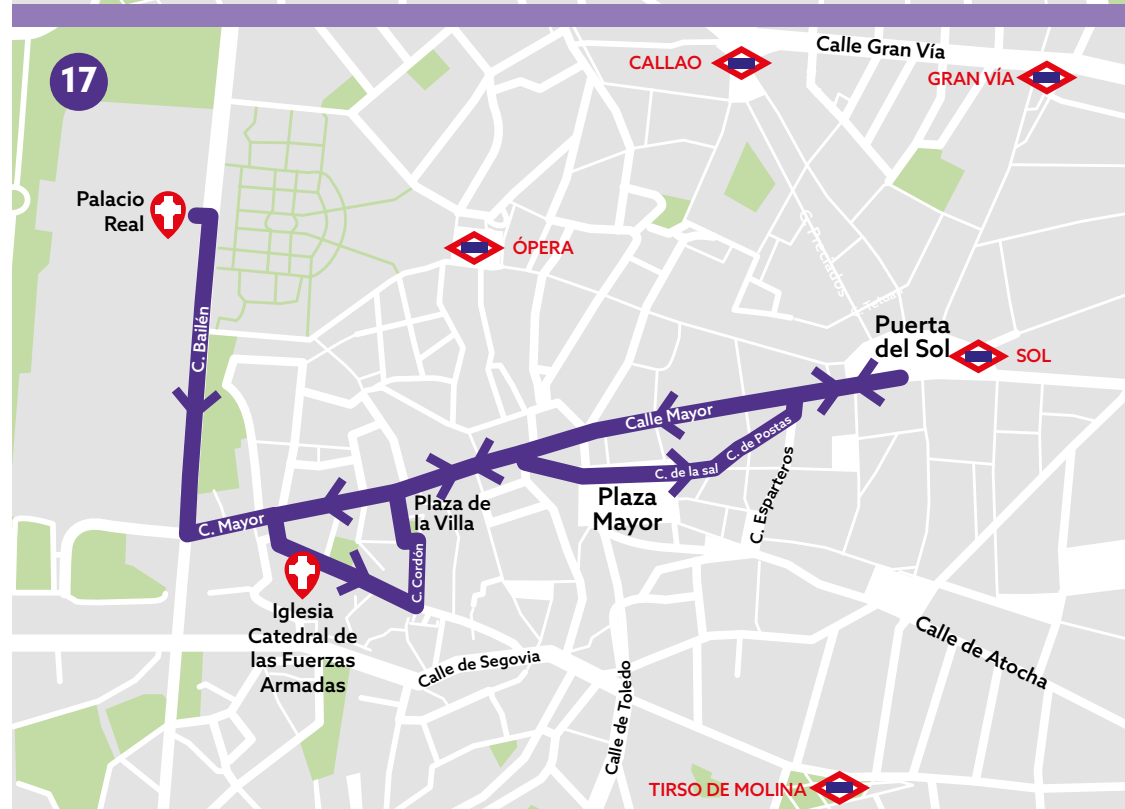 17
CALLAO
Calle Gran Vía
GRAN VÍA
Palacio
Real
ÓPERA
C. Preciados
C. Tetuán
Puerta
del Sol
SOL
C. Bailén
Calle Mayor
C. de Postas
C. de la sal
C. Esparteros
Plaza
Mayor
Plaza de
la Villa
C. Mayor
C. Cordón
Iglesia
Catedral de
las Fuerzas
Armadas
Calle de Segovia
Calle de Toledo
Calle de Atocha
TIRSO DE MOLINA